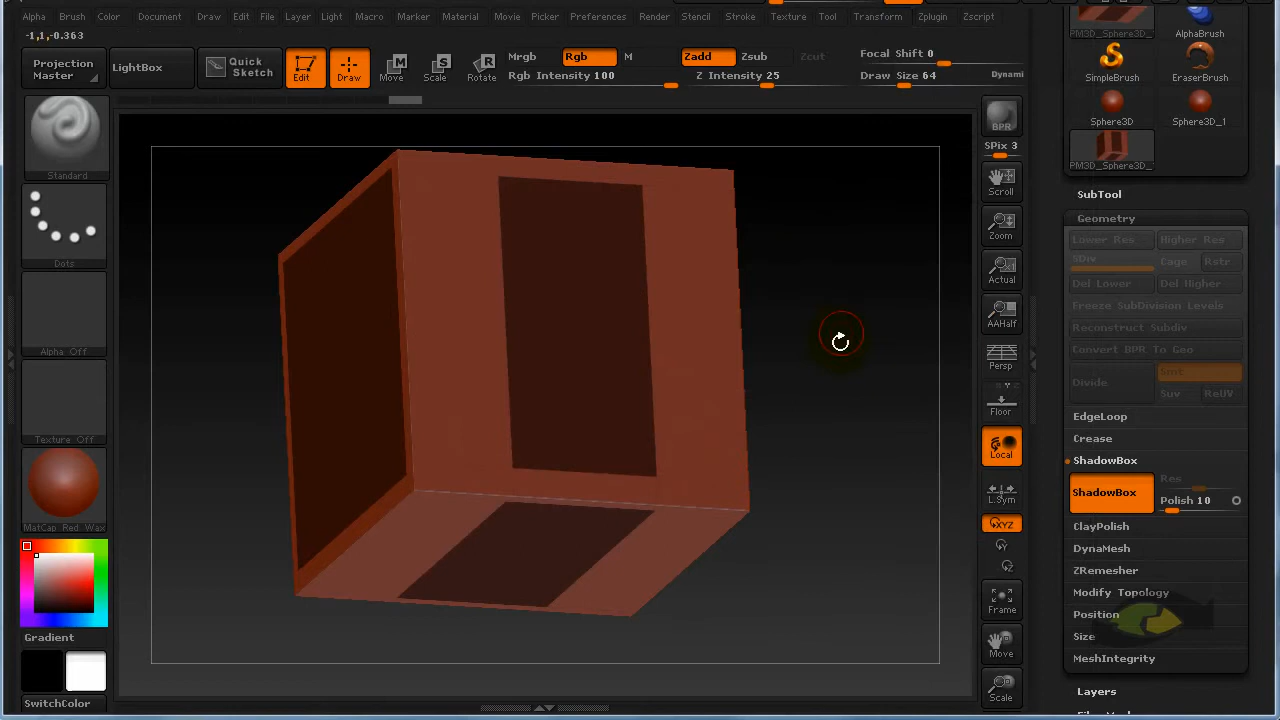 Alpha Brush Color Document Draw Edit File Layer Light Macro Marker Material Movie Picker Preferences Render Stencil Stroke Texture Tool Transform Zplugin Zscript
-1,1,-0.363
Projection Master
LightBox
Quick Sketch
Edit
Draw
Move
Scale
Rotate
Mrgb Rgb M
Rgb Intensity 100
Zadd Zsub Zcut
Z Intensity 25
Focal Shift 0
Draw Size 64
Dynami
Standard
Dots
Alpha Off
Texture Off
MatCap Red Wax
Gradient
SwitchColor
BPR
SPix 3
Scroll
Zoom
Actual
AAHalf
Persp
Floor
Local
L.Sym
XYZ
Y
Z
Frame
Move
Scale
PM3D_Sphere3D_ AlphaBrush
SimpleBrush EraserBrush
Sphere3D Sphere3D_1
PM3D_Sphere3D_
SubTool
Geometry
Lower Res Higher Res
SDiv Cage Rstr
Del Lower Del Higher
Freeze SubDivision Levels
Reconstruct Subdiv
Convert BPR To Geo
Divide Smt
Suv ReUV
EdgeLoop
Crease
ShadowBox
ShadowBox Res
Polish 10
ClayPolish
DynaMesh
ZRemesher
Modify Topology
Position
Size
MeshIntegrity
Layers